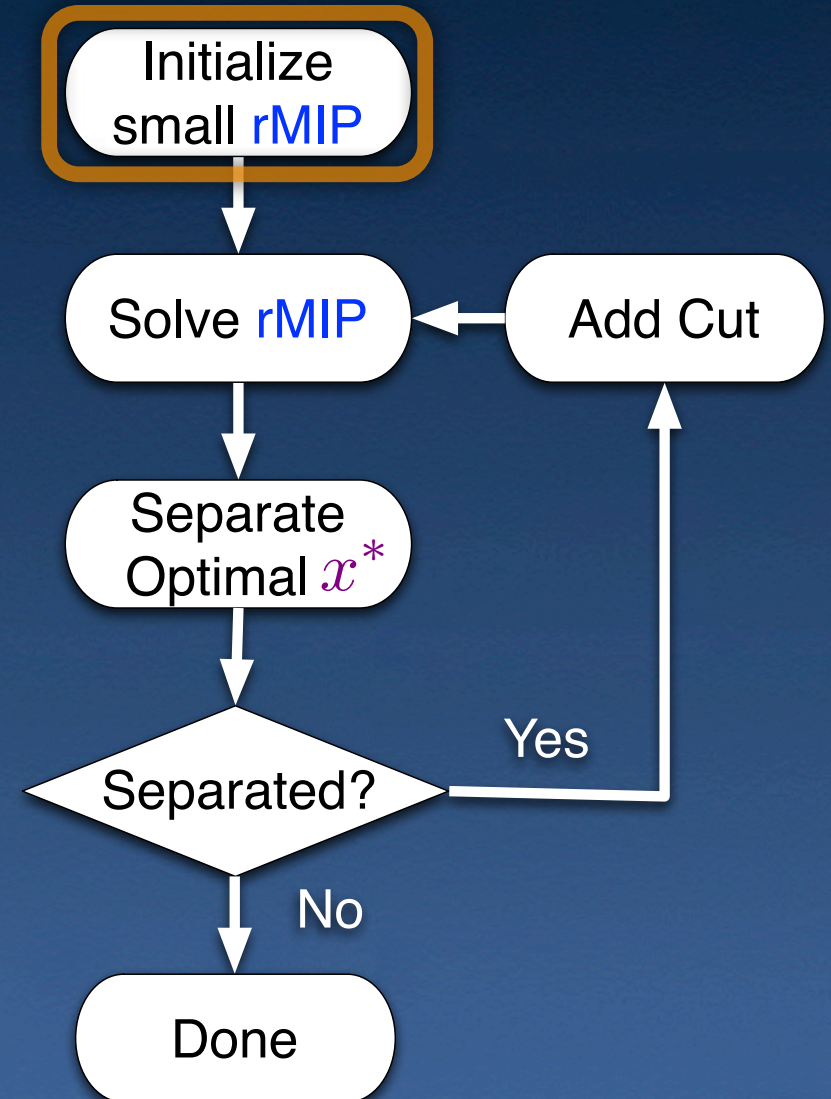 Initialize
small rMIP
Solve rMIP
Add Cut
Separate
Optimal x*
Separated?
Yes
No
Done